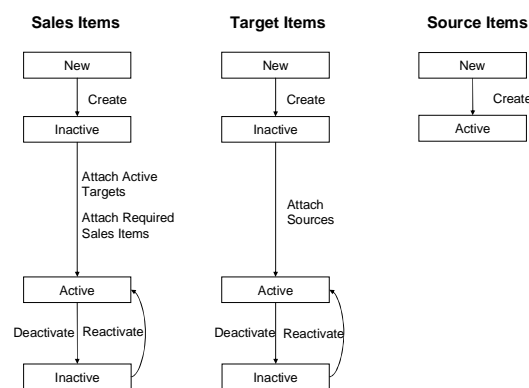 Sales Items
New
Create
Inactive
Attach Active
Targets
Attach Required
Sales Items
Active
Deactivate
Reactivate
Inactive
Target Items
New
Create
Inactive
Attach
Sources
Active
Deactivate
Reactivate
Inactive
Source Items
New
Create
Active